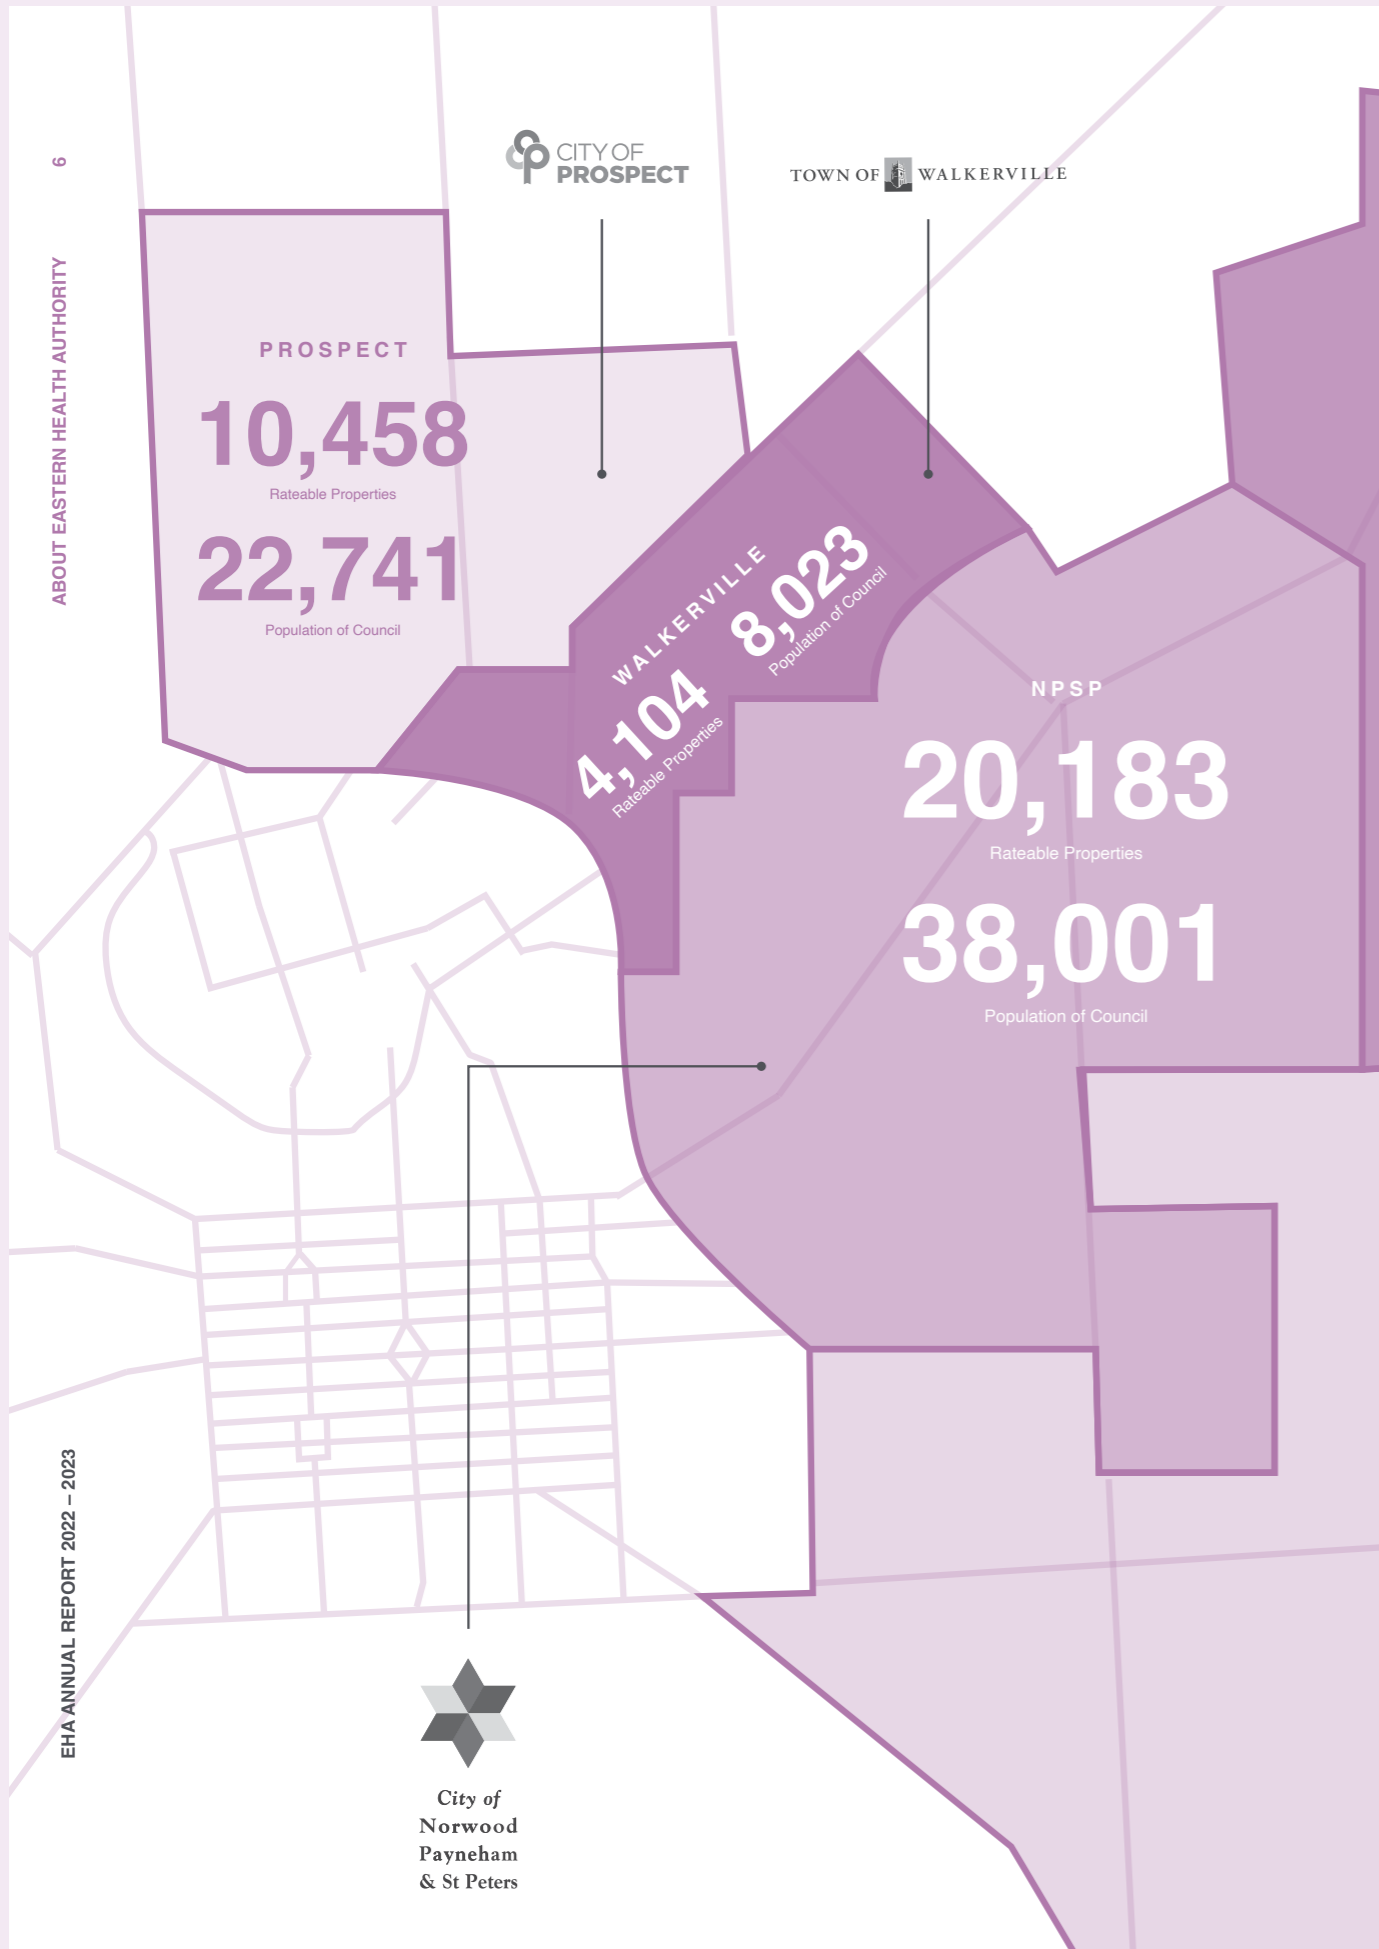 6
ABOUT EASTERN HEALTH AUTHORITY
EHA ANNUAL REPORT 2022 – 2023
CITY OF
PROSPECT
TOWN OF WALKERVILLE
PROSPECT
10,458
Rateable Properties
22,741
Population of Council
WALKERVILLE
4,104
Rateable Properties
8,023
Population of Council
NPSP
20,183
Rateable Properties
38,001
Population of Council
City of
Norwood
Payneham
& St Peters